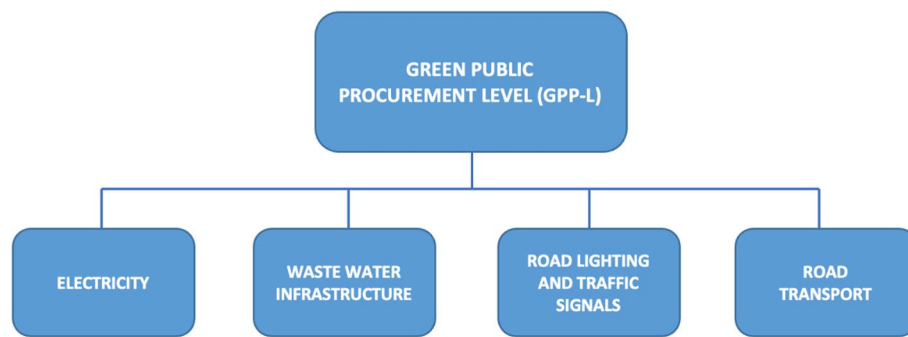 GREEN PUBLIC
PROCUREMENT LEVEL (GPP-L)
ELECTRICITY
WASTE WATER
INFRASTRUCTURE
ROAD LIGHTING
AND TRAFFIC
SIGNALS
ROAD
TRANSPORT